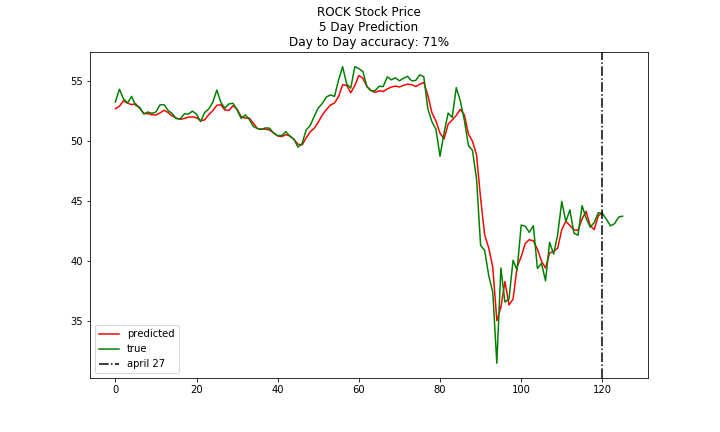 ROCK Stock Price
5 Day Prediction
Day to Day accuracy: 71%
55
50
45
40
35
predicted
true
april 27
0 20 40 60 80 100 120